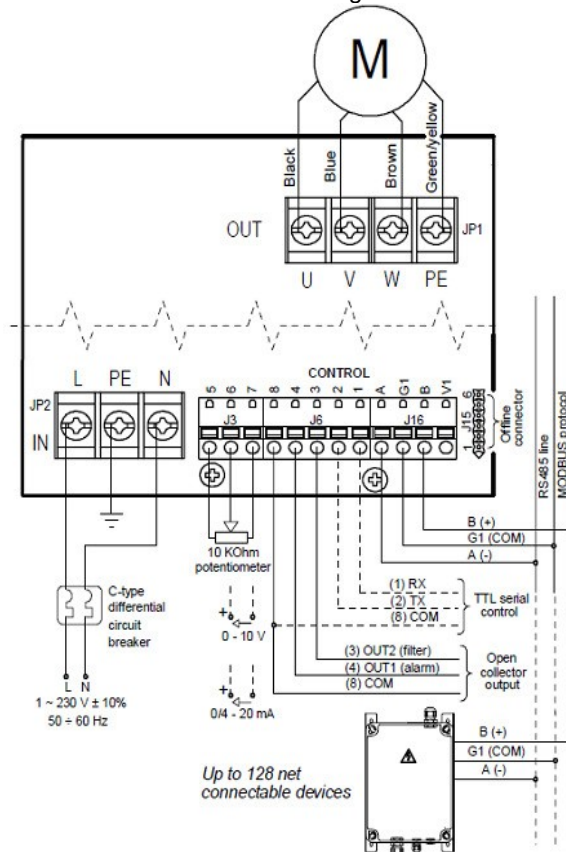 M
Black
Blue
Brown
Green/yellow
OUT
JP1
U V W PE
L PE N
JP2
IN
CONTROL
5 6 7 8 4 3 2 1 A G1 B V1
J3 J6 J16
J15
6
1
Offline
connector
RS485 line
MODBUS protocol
10 KOhm
potentiometer
B (+)
G1 (COM)
A (-)
C-type
differential
circuit
breaker
L N
1 ~ 230 V ± 10%
50 ÷ 60 Hz
+
0 - 10 V
+
0/4 - 20 mA
(1) RX
(2) TX
(8) COM
TTL serial
control
(3) OUT2 (filter)
(4) OUT1 (alarm)
(8) COM
Open
collector
output
Up to 128 net
connectable devices
B (+)
G1 (COM)
A (-)